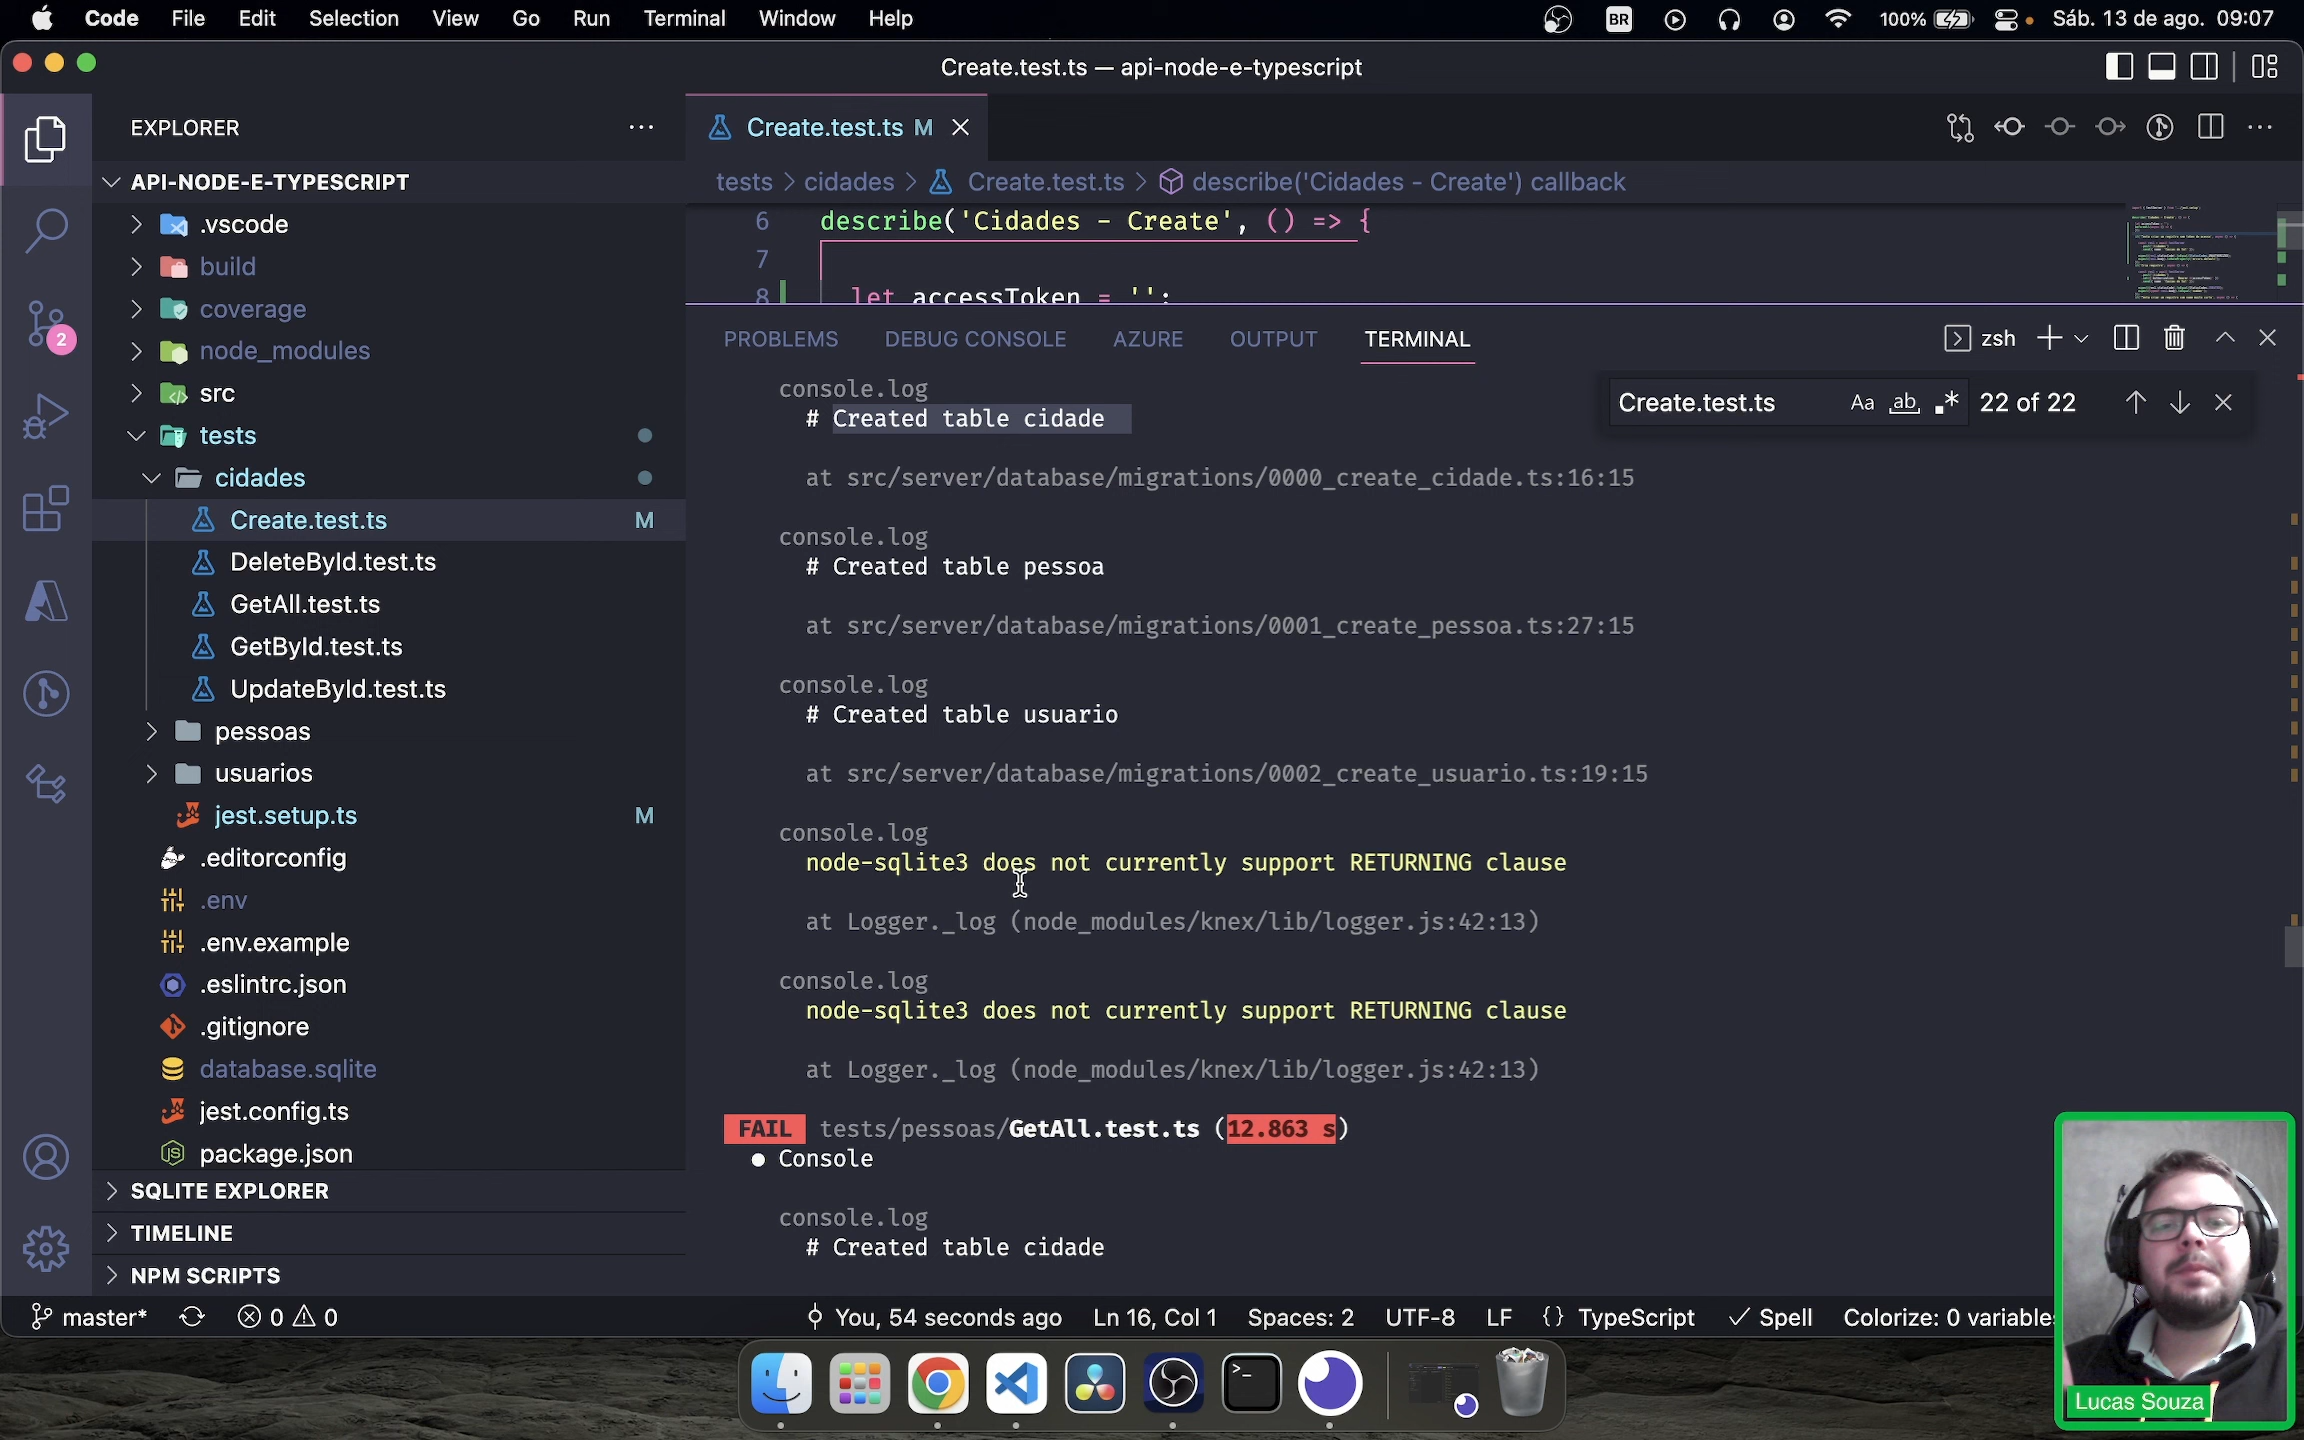 Code File Edit Selection View Go Run Terminal Window Help
BR 100% Sáb. 13 de ago. 09:07
Create.test.ts — api-node-e-typescript
EXPLORER
API-NODE-E-TYPESCRIPT
.vscode
build
coverage
node_modules
src
tests
cidades
Create.test.ts M
DeleteById.test.ts
GetAll.test.ts
GetById.test.ts
UpdateById.test.ts
pessoas
usuarios
jest.setup.ts M
.editorconfig
.env
.env.example
.eslintrc.json
.gitignore
database.sqlite
jest.config.ts
package.json
SQLITE EXPLORER
TIMELINE
NPM SCRIPTS
2
Create.test.ts M
tests > cidades > Create.test.ts > describe('Cidades - Create') callback
6 describe('Cidades - Create', () => {
7
8 let accessToken = '';
PROBLEMS DEBUG CONSOLE AZURE OUTPUT TERMINAL
zsh
Create.test.ts Aa ab .* 22 of 22
console.log
# Created table cidade
at src/server/database/migrations/0000_create_cidade.ts:16:15
console.log
# Created table pessoa
at src/server/database/migrations/0001_create_pessoa.ts:27:15
console.log
# Created table usuario
at src/server/database/migrations/0002_create_usuario.ts:19:15
console.log
node-sqlite3 does not currently support RETURNING clause
at Logger._log (node_modules/knex/lib/logger.js:42:13)
console.log
node-sqlite3 does not currently support RETURNING clause
at Logger._log (node_modules/knex/lib/logger.js:42:13)
FAIL tests/pessoas/GetAll.test.ts (12.863 s)
● Console
console.log
# Created table cidade
master* 0 0 You, 54 seconds ago Ln 16, Col 1 Spaces: 2 UTF-8 LF {} TypeScript Spell Colorize: 0 variables
Lucas Souza